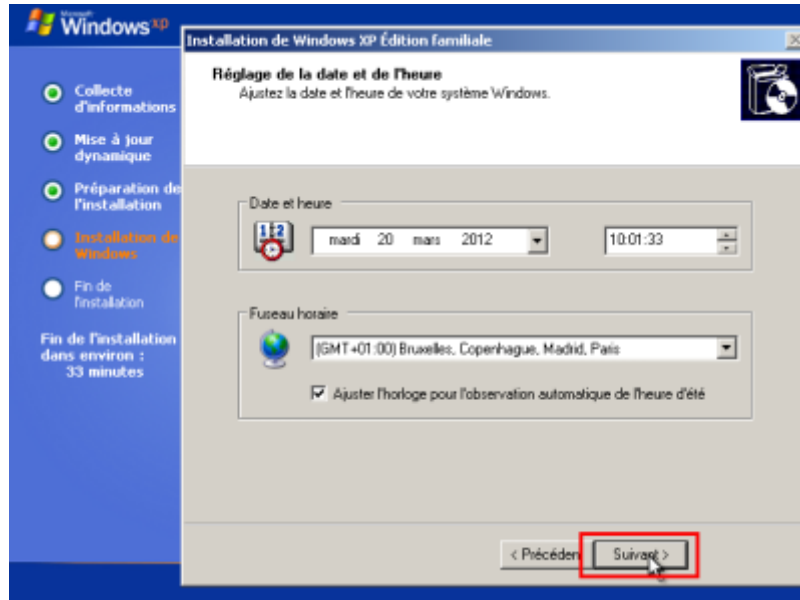 Microsoft
Windows xp
Installation de Windows XP Édition familiale
Collecte
d'informations
Mise à jour
dynamique
Préparation de
l'installation
Installation de
Windows
Fin de
l'installation
Fin de l'installation
dans environ :
33 minutes
Réglage de la date et de l'heure
Ajustez la date et l'heure de votre système Windows.
Date et heure
mardi 20 mars 2012
10:01:33
Fuseau horaire
(GMT+01:00) Bruxelles, Copenhague, Madrid, Paris
Ajuster l'horloge pour l'observation automatique de l'heure d'été
< Précéden
Suivant >